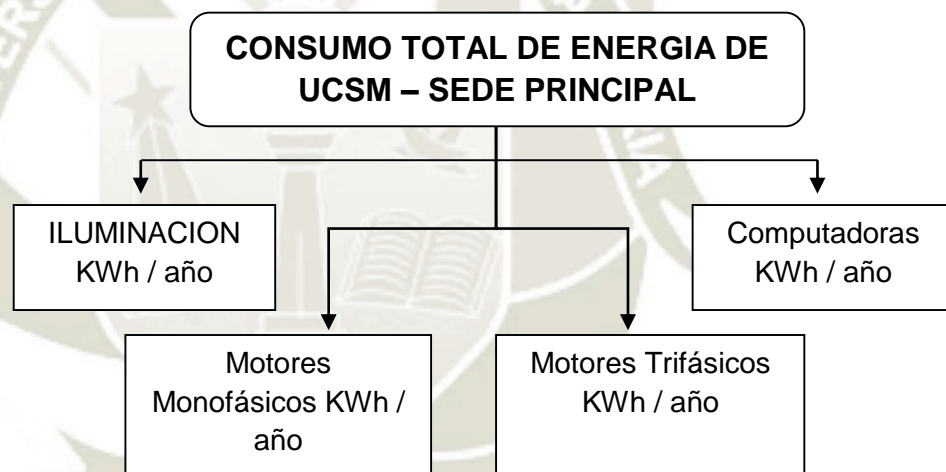 CONSUMO TOTAL DE ENERGIA DE
UCSM – SEDE PRINCIPAL
ILUMINACION
KWh / año
Computadoras
KWh / año
Motores
Monofásicos KWh /
año
Motores Trifásicos
KWh / año